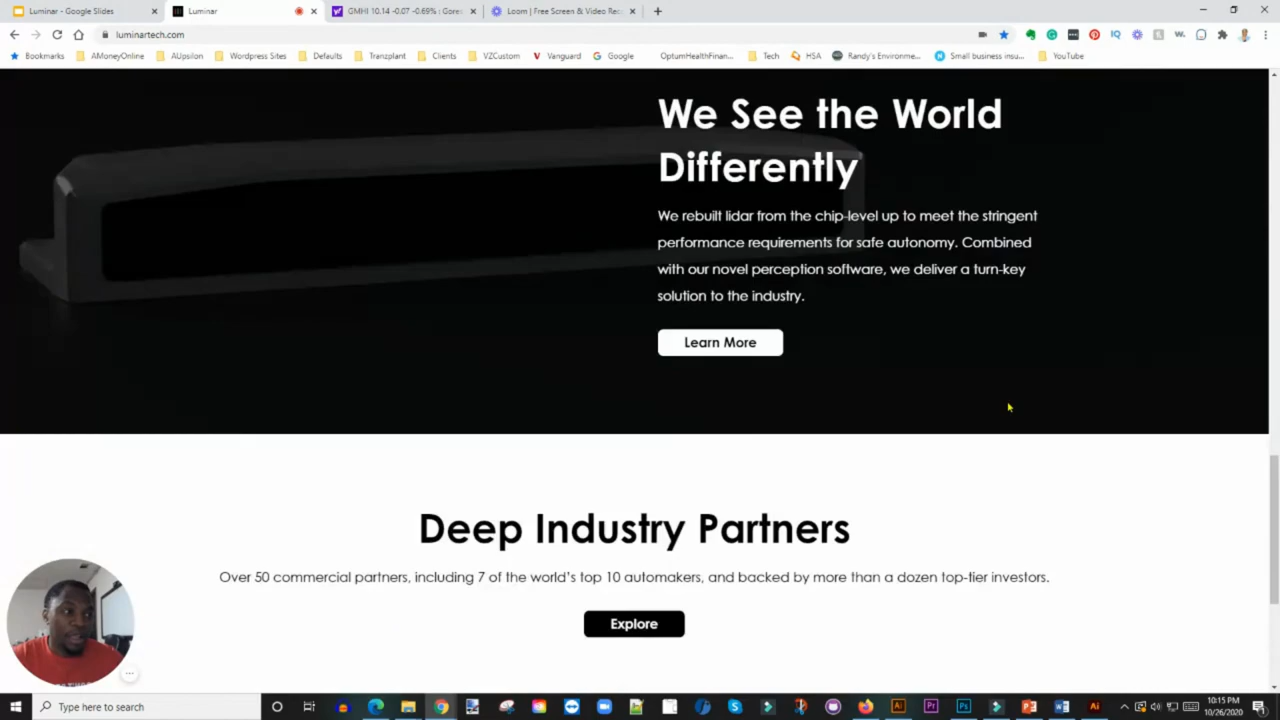 Luminar - Google Slides
Luminar
GMHI 10.14 -0.07 -0.69% : Gores
Loom | Free Screen & Video Rec
luminartech.com
Bookmarks
AMoneyOnline
AUpsilon
Wordpress Sites
Defaults
Transplant
Clients
VZCustom
Vanguard
Google
OptumHealthFinan...
Tech
HSA
Randy's Environme...
Small business insu...
YouTube
We See the World
Differently
We rebuilt lidar from the chip-level up to meet the stringent
performance requirements for safe autonomy. Combined
with our novel perception software, we deliver a turn-key
solution to the industry.
Learn More
Deep Industry Partners
Over 50 commercial partners, including 7 of the world's top 10 automakers, and backed by more than a dozen top-tier investors.
Explore
Type here to search
10:15 PM
10/26/2020